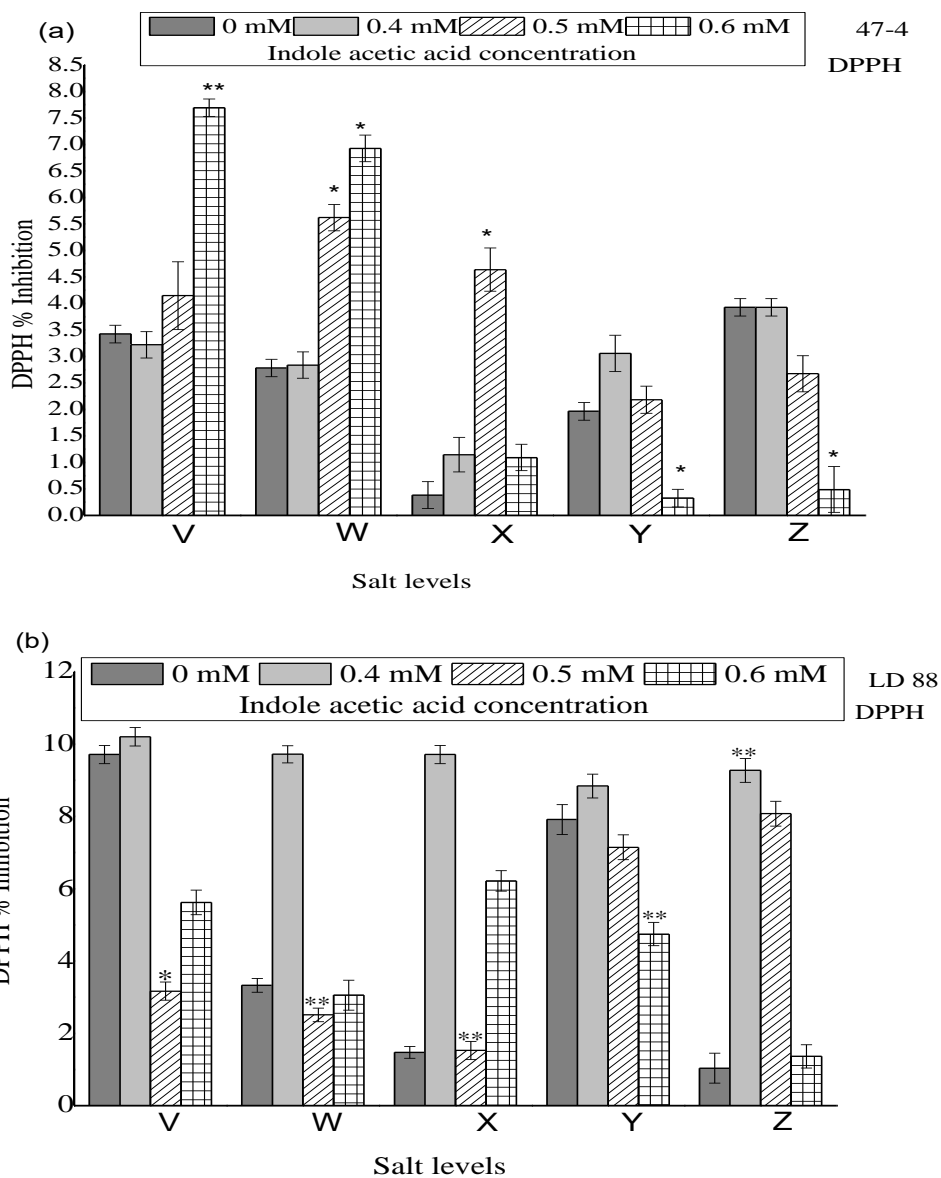 (a)
0 mM 0.4 mM 0.5 mM 0.6 mM
Indole acetic acid concentration
47-4
DPPH
DPPH % Inhibition
8.5
8.0
7.5
7.0
6.5
6.0
5.5
5.0
4.5
4.0
3.5
3.0
2.5
2.0
1.5
1.0
0.5
0.0
** * * * * *
V W X Y Z
Salt levels
(b)
0 mM 0.4 mM 0.5 mM 0.6 mM
Indole acetic acid concentration
LD 88
DPPH
DPPH % Inhibition
12
10
8
6
4
2
0
* ** ** ** **
V W X Y Z
Salt levels